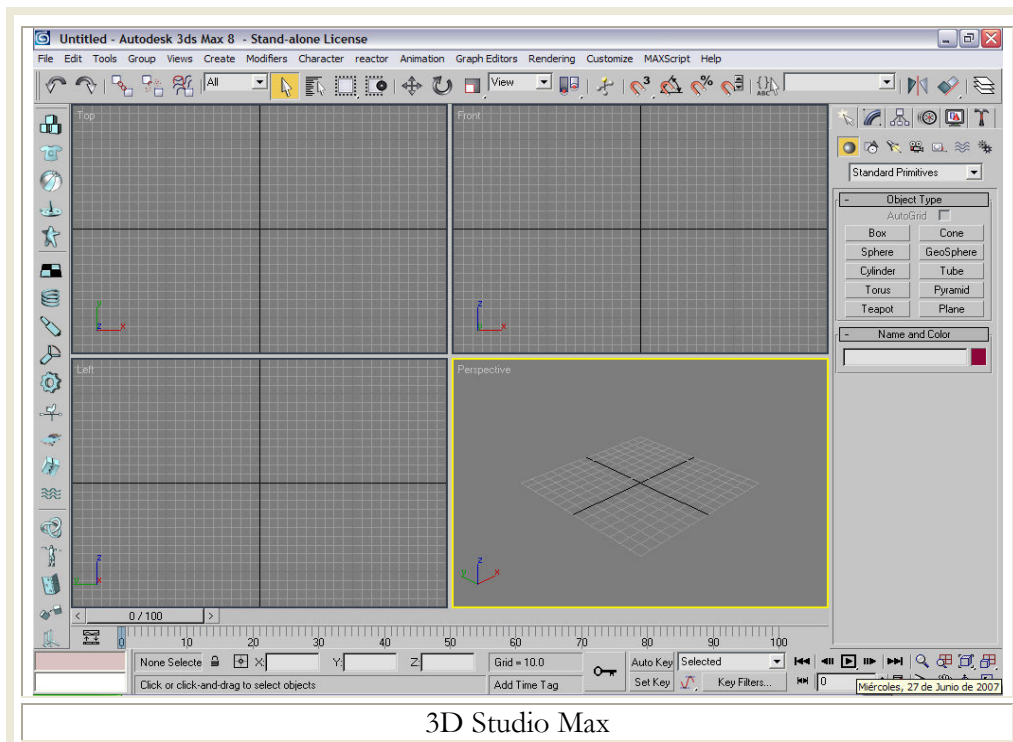 Untitled - Autodesk 3ds Max 8 - Stand-alone License
File Edit Tools Group Views Create Modifiers Character reactor Animation Graph Editors Rendering Customize MAXScript Help
All View ABC
Top Front
Standard Primitives
- Object Type
AutoGrid
Box Cone
Sphere GeoSphere
Cylinder Tube
Torus Pyramid
Teapot Plane
- Name and Color
y z x
z x
Left Perspective
z y x
z y x
< 0 / 100 >
0 10 20 30 40 50 60 70 80 90 100
None Selecte X: Y: Z: Grid = 10.0 Auto Key Selected
Click or click-and-drag to select objects Add Time Tag Set Key Key Filters... 0
Miércoles, 27 de Junio de 2007
3D Studio Max